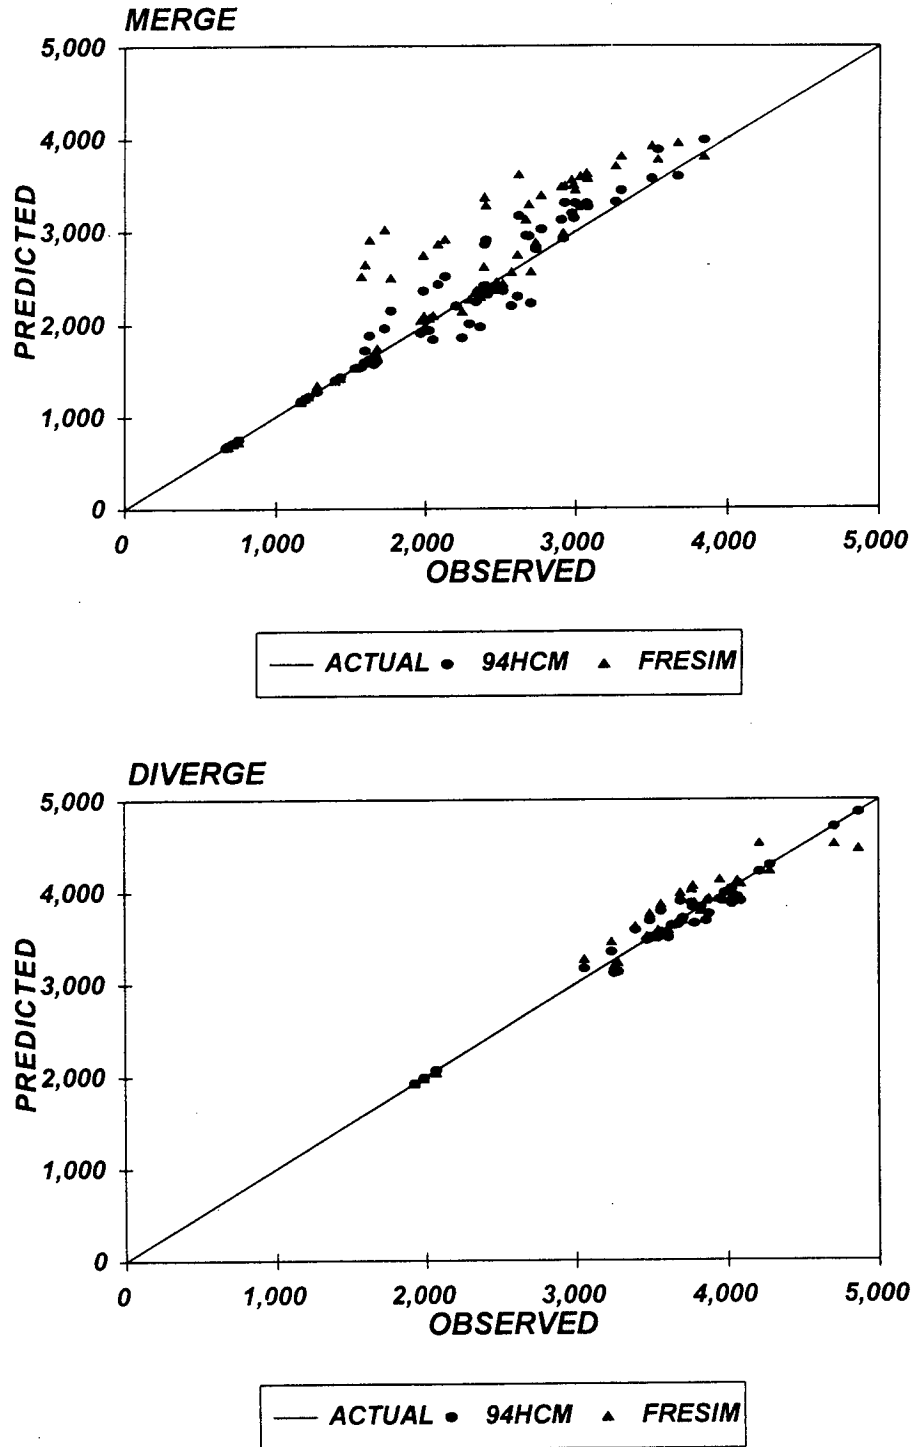 MERGE
5,000
4,000
3,000
2,000
1,000
0
PREDICTED
0 1,000 2,000 3,000 4,000 5,000
OBSERVED
ACTUAL 94HCM FRESIM
DIVERGE
5,000
4,000
3,000
2,000
1,000
0
PREDICTED
0 1,000 2,000 3,000 4,000 5,000
OBSERVED
ACTUAL 94HCM FRESIM